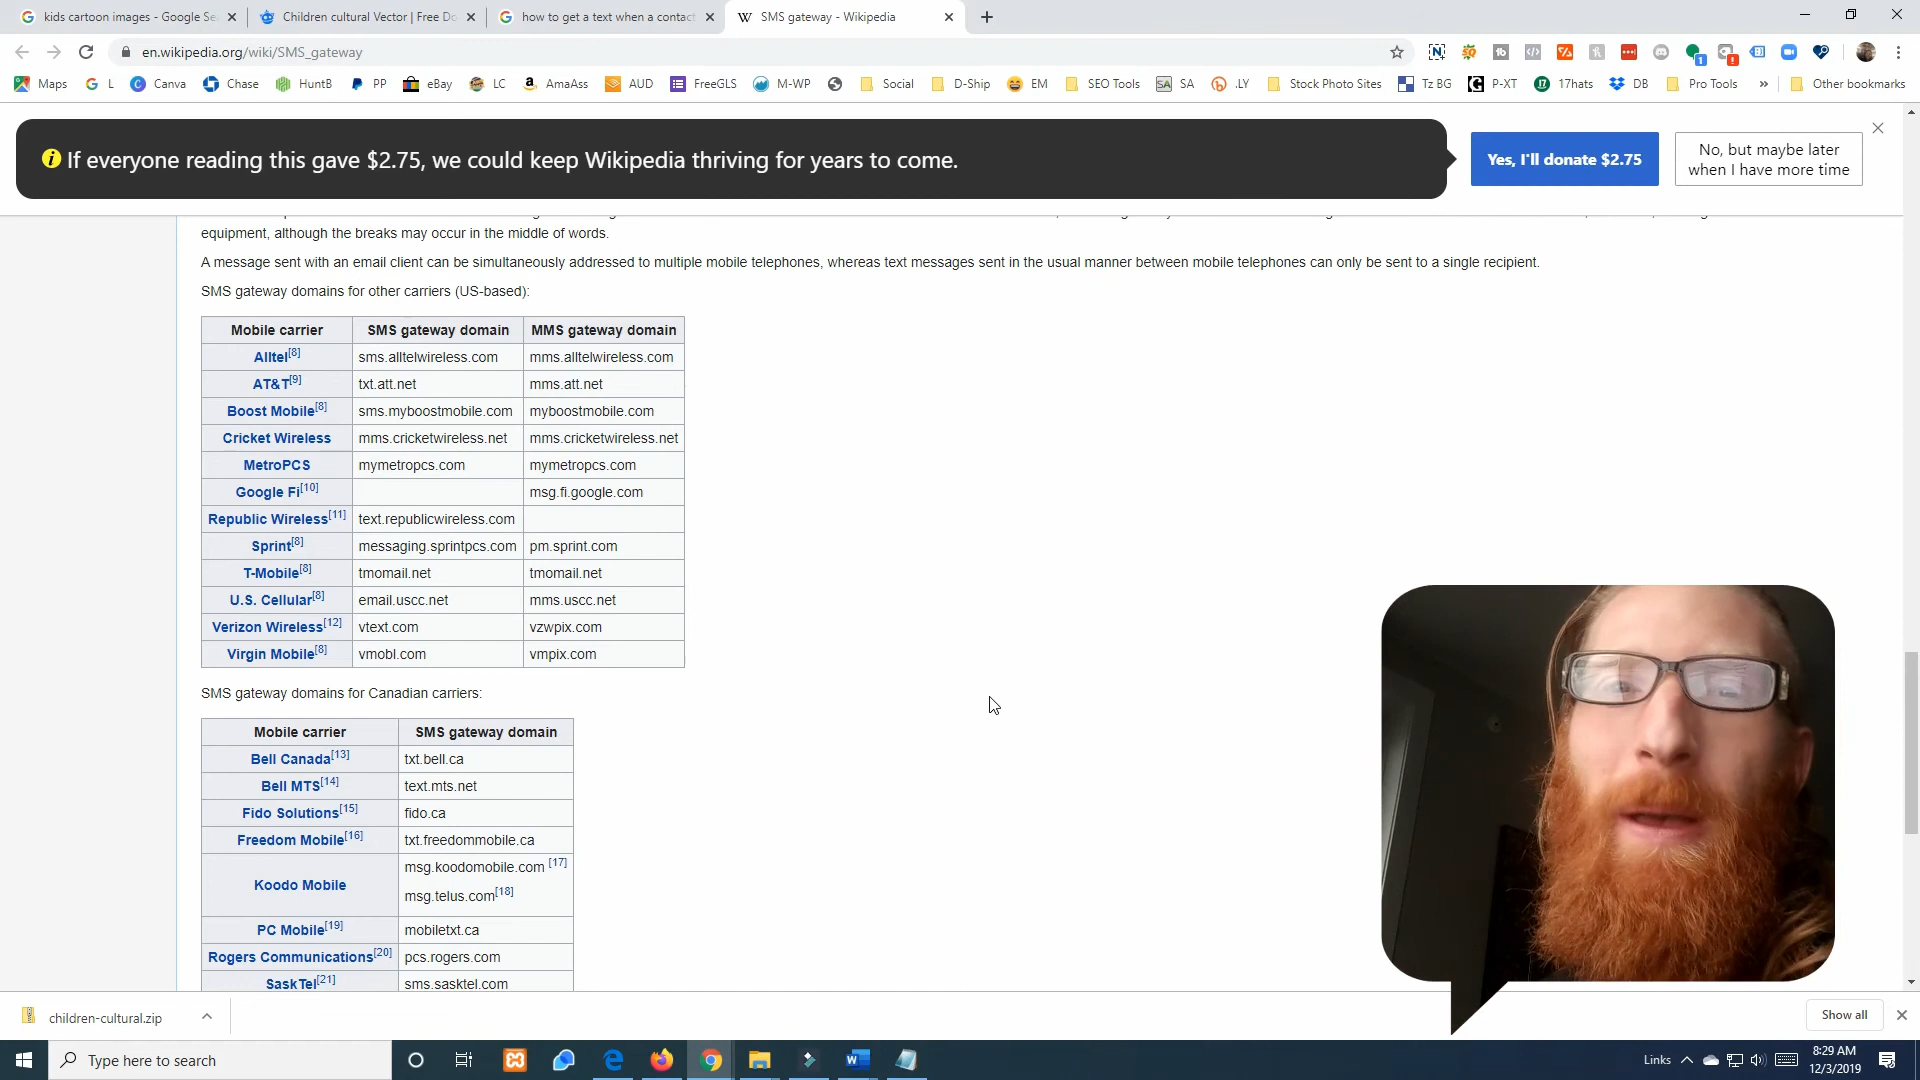 kids cartoon images - Google Se
Children cultural Vector | Free Do
how to get a text when a contact
W SMS gateway - Wikipedia
en.wikipedia.org/wiki/SMS_gateway
Maps G L Canva Chase HuntB PP eBay LC AmaAss AUD FreeGLS M-WP Social D-Ship EM SEO Tools SA SA .LY Stock Photo Sites Tz BG P-XT 17hats DB Pro Tools » Other bookmarks
If everyone reading this gave $2.75, we could keep Wikipedia thriving for years to come.
Yes, I'll donate $2.75
No, but maybe later
when I have more time
equipment, although the breaks may occur in the middle of words.
A message sent with an email client can be simultaneously addressed to multiple mobile telephones, whereas text messages sent in the usual manner between mobile telephones can only be sent to a single recipient.
SMS gateway domains for other carriers (US-based):
Mobile carrier SMS gateway domain MMS gateway domain
Alltel[8] sms.alltelwireless.com mms.alltelwireless.com
AT&T[9] txt.att.net mms.att.net
Boost Mobile[8] sms.myboostmobile.com myboostmobile.com
Cricket Wireless mms.cricketwireless.net mms.cricketwireless.net
MetroPCS mymetropcs.com mymetropcs.com
Google Fi[10] msg.fi.google.com
Republic Wireless[11] text.republicwireless.com
Sprint[8] messaging.sprintpcs.com pm.sprint.com
T-Mobile[8] tmomail.net tmomail.net
U.S. Cellular[8] email.uscc.net mms.uscc.net
Verizon Wireless[12] vtext.com vzwpix.com
Virgin Mobile[8] vmobl.com vmpix.com
SMS gateway domains for Canadian carriers:
Mobile carrier SMS gateway domain
Bell Canada[13] txt.bell.ca
Bell MTS[14] text.mts.net
Fido Solutions[15] fido.ca
Freedom Mobile[16] txt.freedommobile.ca
Koodo Mobile msg.koodomobile.com [17]
msg.telus.com[18]
PC Mobile[19] mobiletxt.ca
Rogers Communications[20] pcs.rogers.com
SaskTel[21] sms.sasktel.com
children-cultural.zip
Show all
Type here to search
Links
8:29 AM
12/3/2019